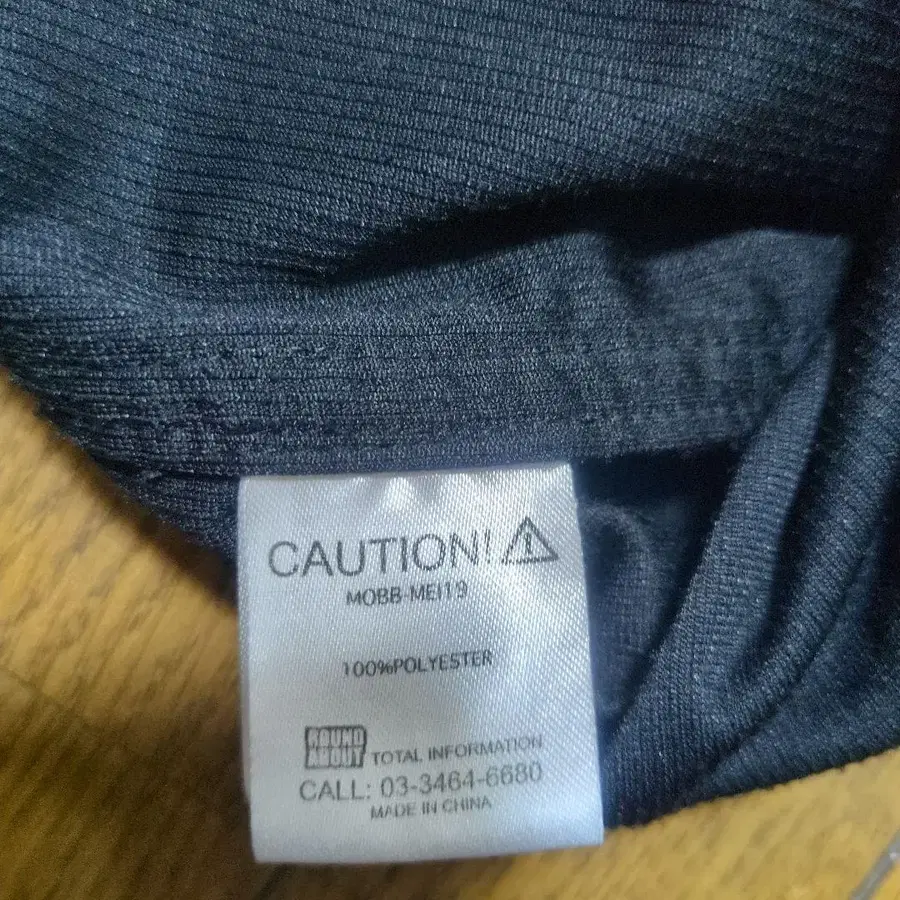 CAUTION!
MOBB-MEI19
100%POLYESTER
ROUND
ABOUT
TOTAL INFORMATION
CALL: 03-3464-6680
MADE IN CHINA